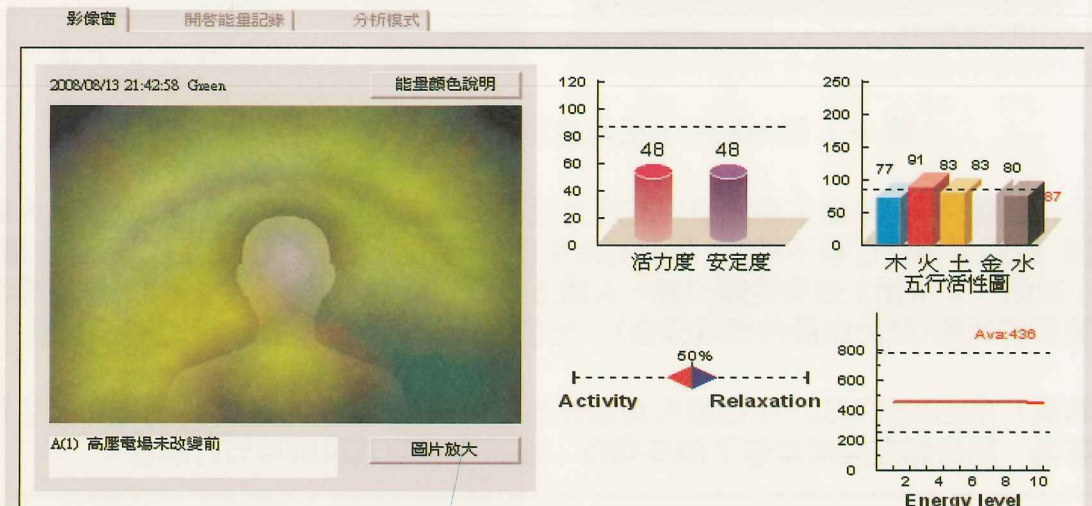 影像窗 開啓能量記錄 分析模式
2008/08/13 21:42:58 Green
能量顏色說明
A(1) 高壓電場未改變前
圖片放大
120
100
80
60
40
20
0
48 48
活力度 安定度
250
200
150
100
50
0
77 91 83 83 80
87
木 火 土 金 水
五行活性圖
50%
Activity Relaxation
Ava:436
800
600
400
200
0
2 4 6 8 10
Energy level